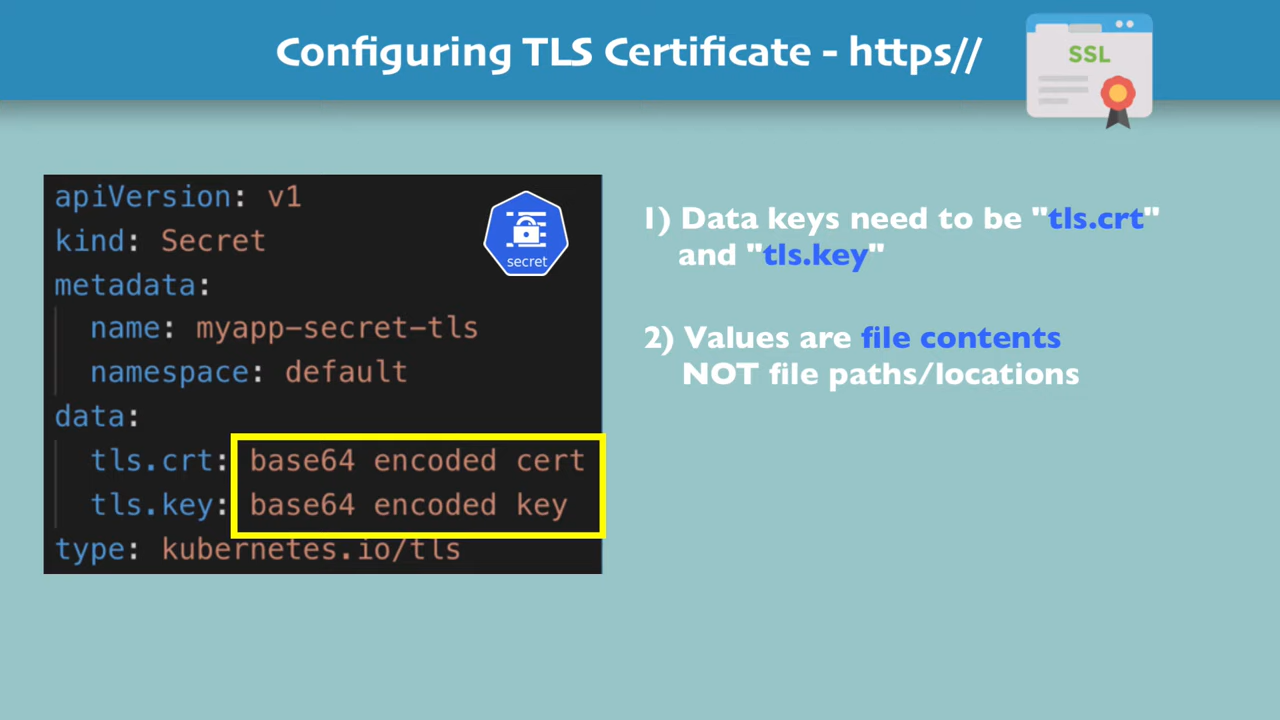 Configuring TLS Certificate - https//
SSL
apiVersion: v1
kind: Secret
metadata:
name: myapp-secret-tls
namespace: default
data:
tls.crt: base64 encoded cert
tls.key: base64 encoded key
type: kubernetes.io/tls
secret
1) Data keys need to be "tls.crt"
and "tls.key"
2) Values are file contents
NOT file paths/locations